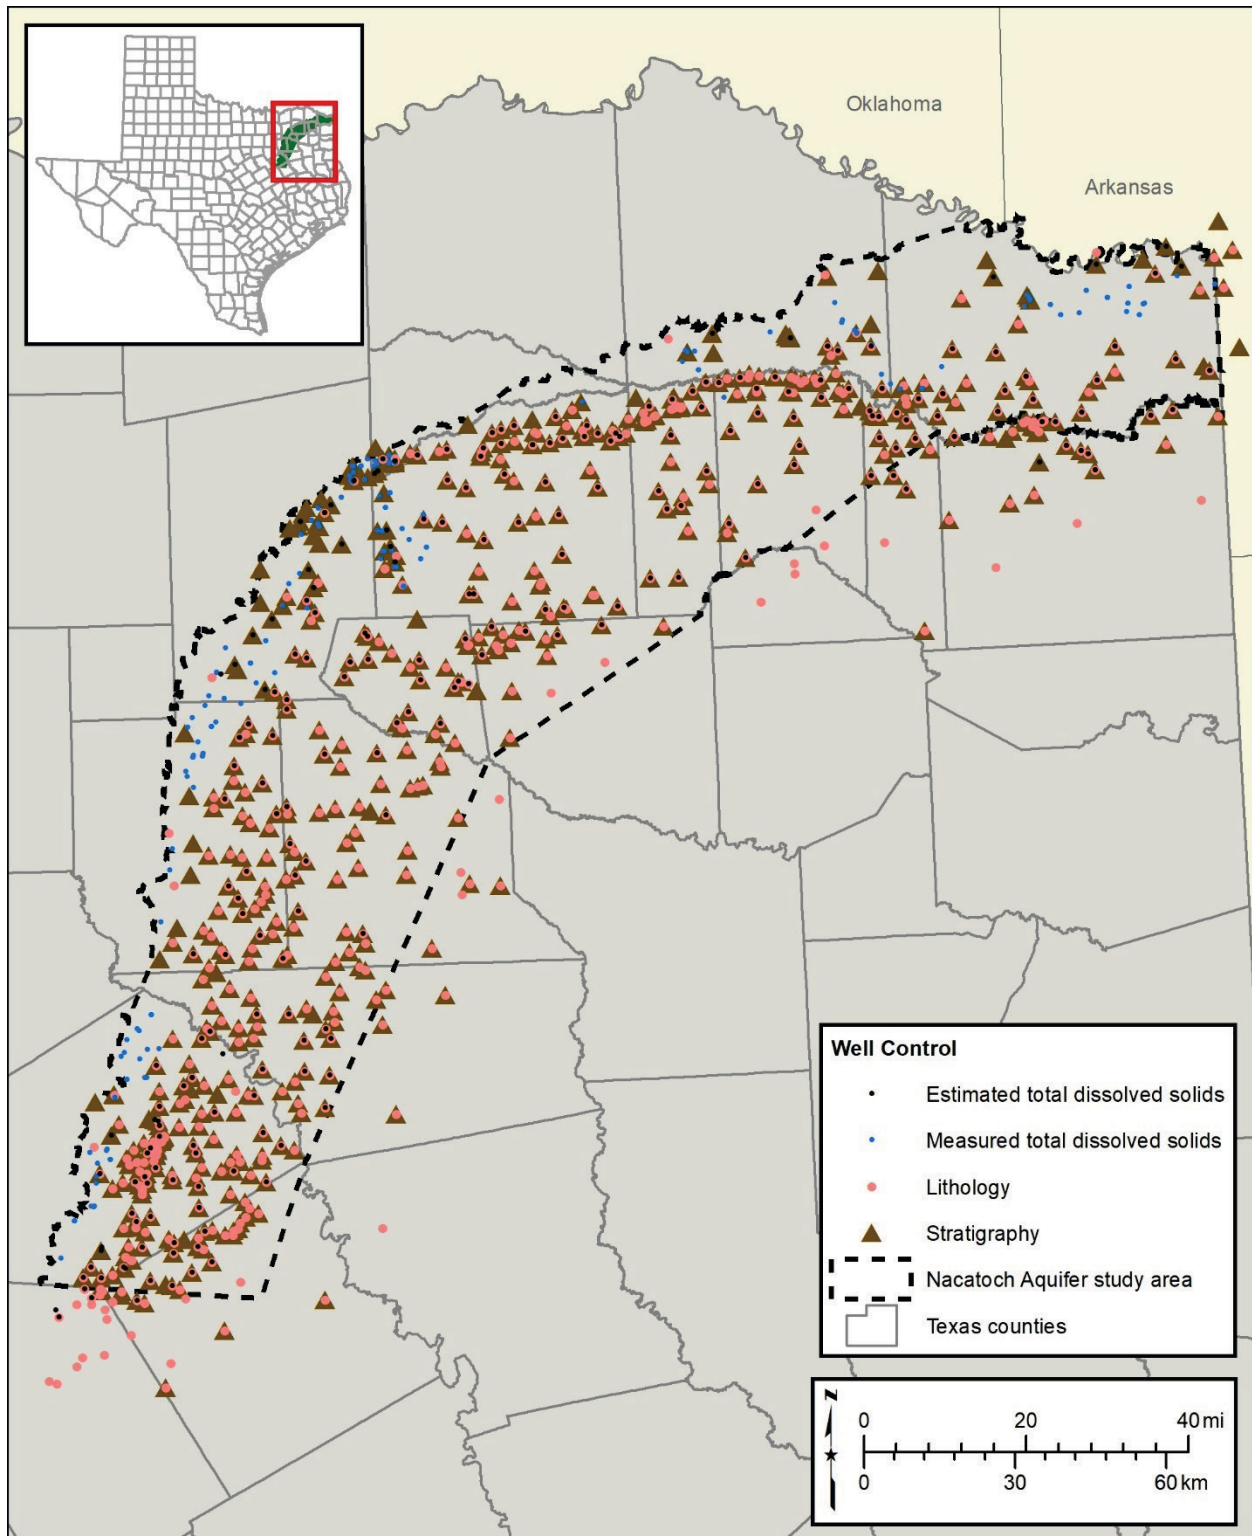 Oklahoma
Arkansas
Well Control
Estimated total dissolved solids
Measured total dissolved solids
Lithology
Stratigraphy
Nacatoch Aquifer study area
Texas counties
N
0 20 40 mi
0 30 60 km